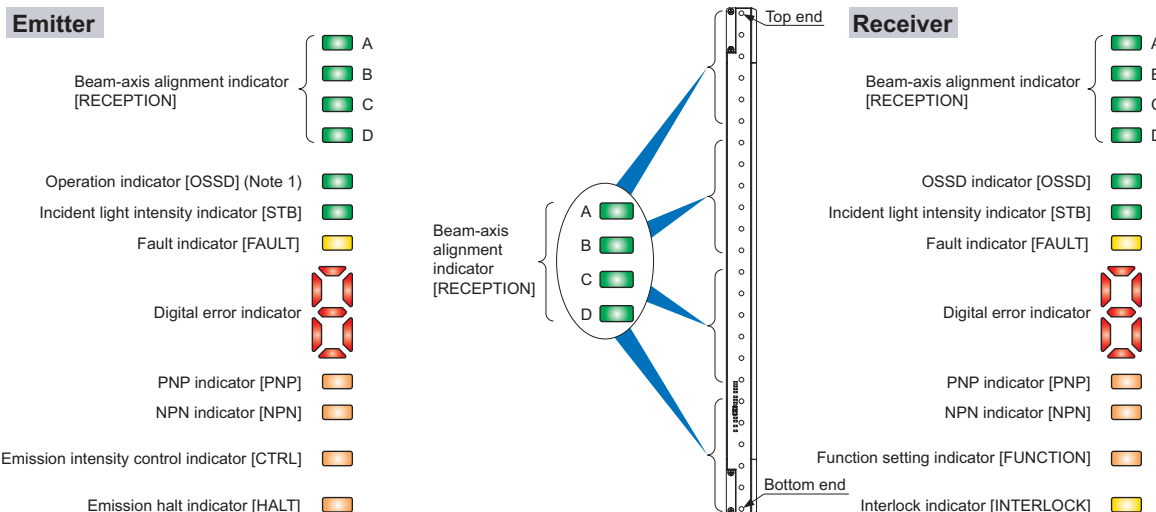 Emitter
A
Beam-axis alignment indicator
[RECEPTION]
B
C
D
Operation indicator [OSSD] (Note 1)
Incident light intensity indicator [STB]
Fault indicator [FAULT]
Digital error indicator
PNP indicator [PNP]
NPN indicator [NPN]
Emission intensity control indicator [CTRL]
Emission halt indicator [HALT]
Top end
Beam-axis
alignment
indicator
[RECEPTION]
A
B
C
D
Bottom end
Receiver
A
Beam-axis alignment indicator
[RECEPTION]
B
C
D
OSSD indicator [OSSD]
Incident light intensity indicator [STB]
Fault indicator [FAULT]
Digital error indicator
PNP indicator [PNP]
NPN indicator [NPN]
Function setting indicator [FUNCTION]
Interlock indicator [INTERLOCK]